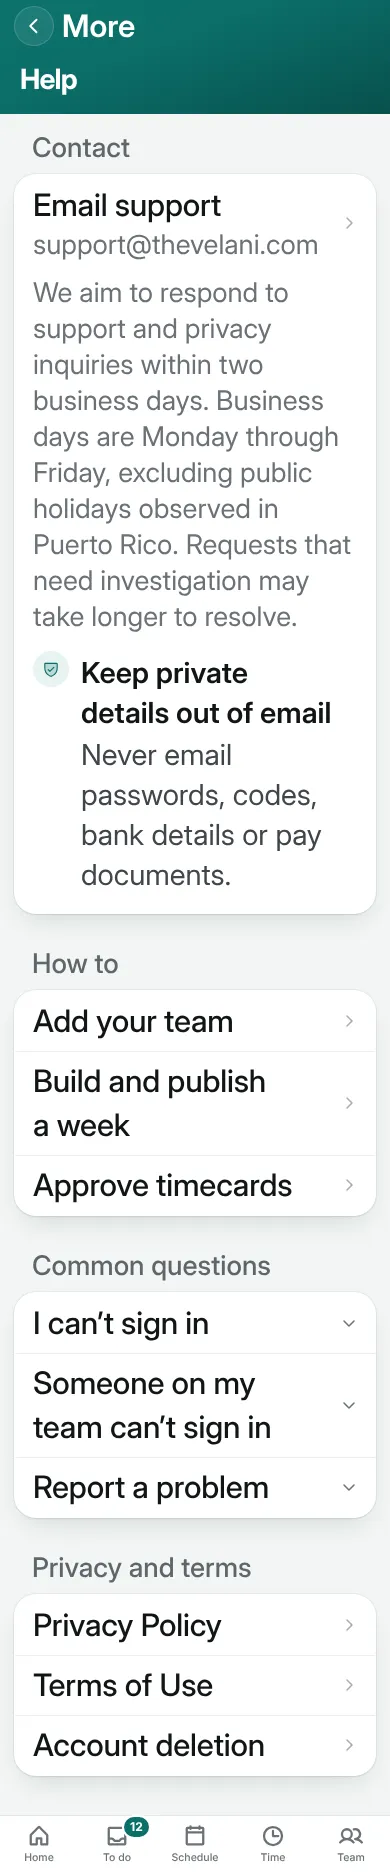 More
Help
Contact
Email support
support@thevelani.com
We aim to respond to
support and privacy
inquiries within two
business days. Business
days are Monday through
Friday, excluding public
holidays observed in
Puerto Rico. Requests that
need investigation may
take longer to resolve.
Keep private
details out of email
Never email
passwords, codes,
bank details or pay
documents.
How to
Add your team
Build and publish
a week
Approve timecards
Common questions
I can’t sign in
Someone on my
team can’t sign in
Report a problem
Privacy and terms
Privacy Policy
Terms of Use
Account deletion
12
Home
To do
Schedule
Time
Team